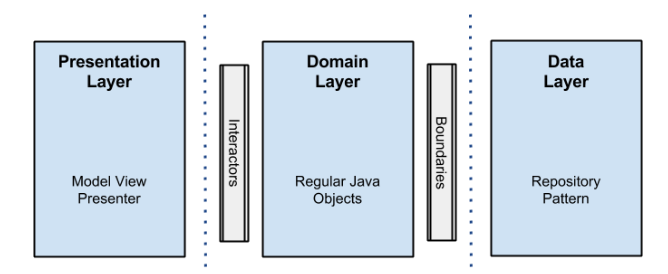 Presentation
Layer
Model View
Presenter
Interactors
Domain
Layer
Regular Java
Objects
Boundaries
Data
Layer
Repository
Pattern